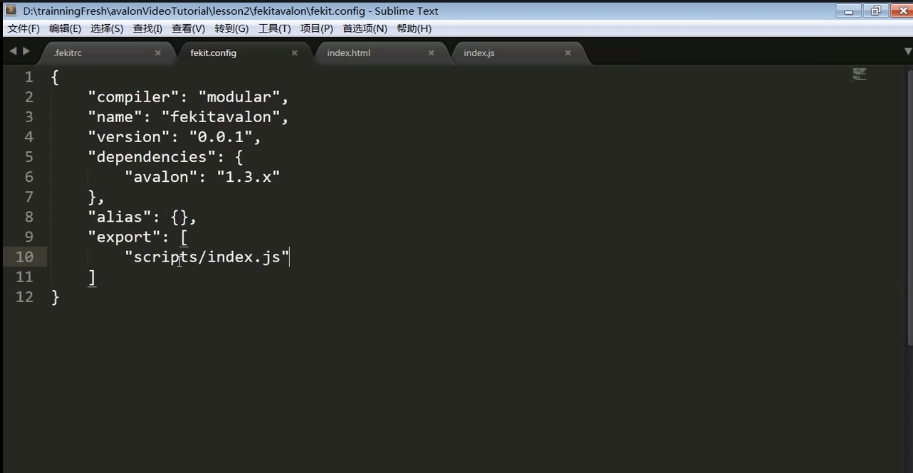 D:\trainningFresh\avalonVideoTutorial\lesson2\fekitavalon\fekit.config - Sublime Text
文件(F) 编辑(E) 选择(S) 查找(I) 查看(V) 转到(G) 工具(T) 项目(P) 首选项(N) 帮助(H)
.fekitrc × fekit.config × index.html × index.js ×
1 {
2 "compiler": "modular",
3 "name": "fekitavalon",
4 "version": "0.0.1",
5 "dependencies": {
6 "avalon": "1.3.x"
7 },
8 "alias": {},
9 "export": [
10 "scripts/index.js"
11 ]
12 }